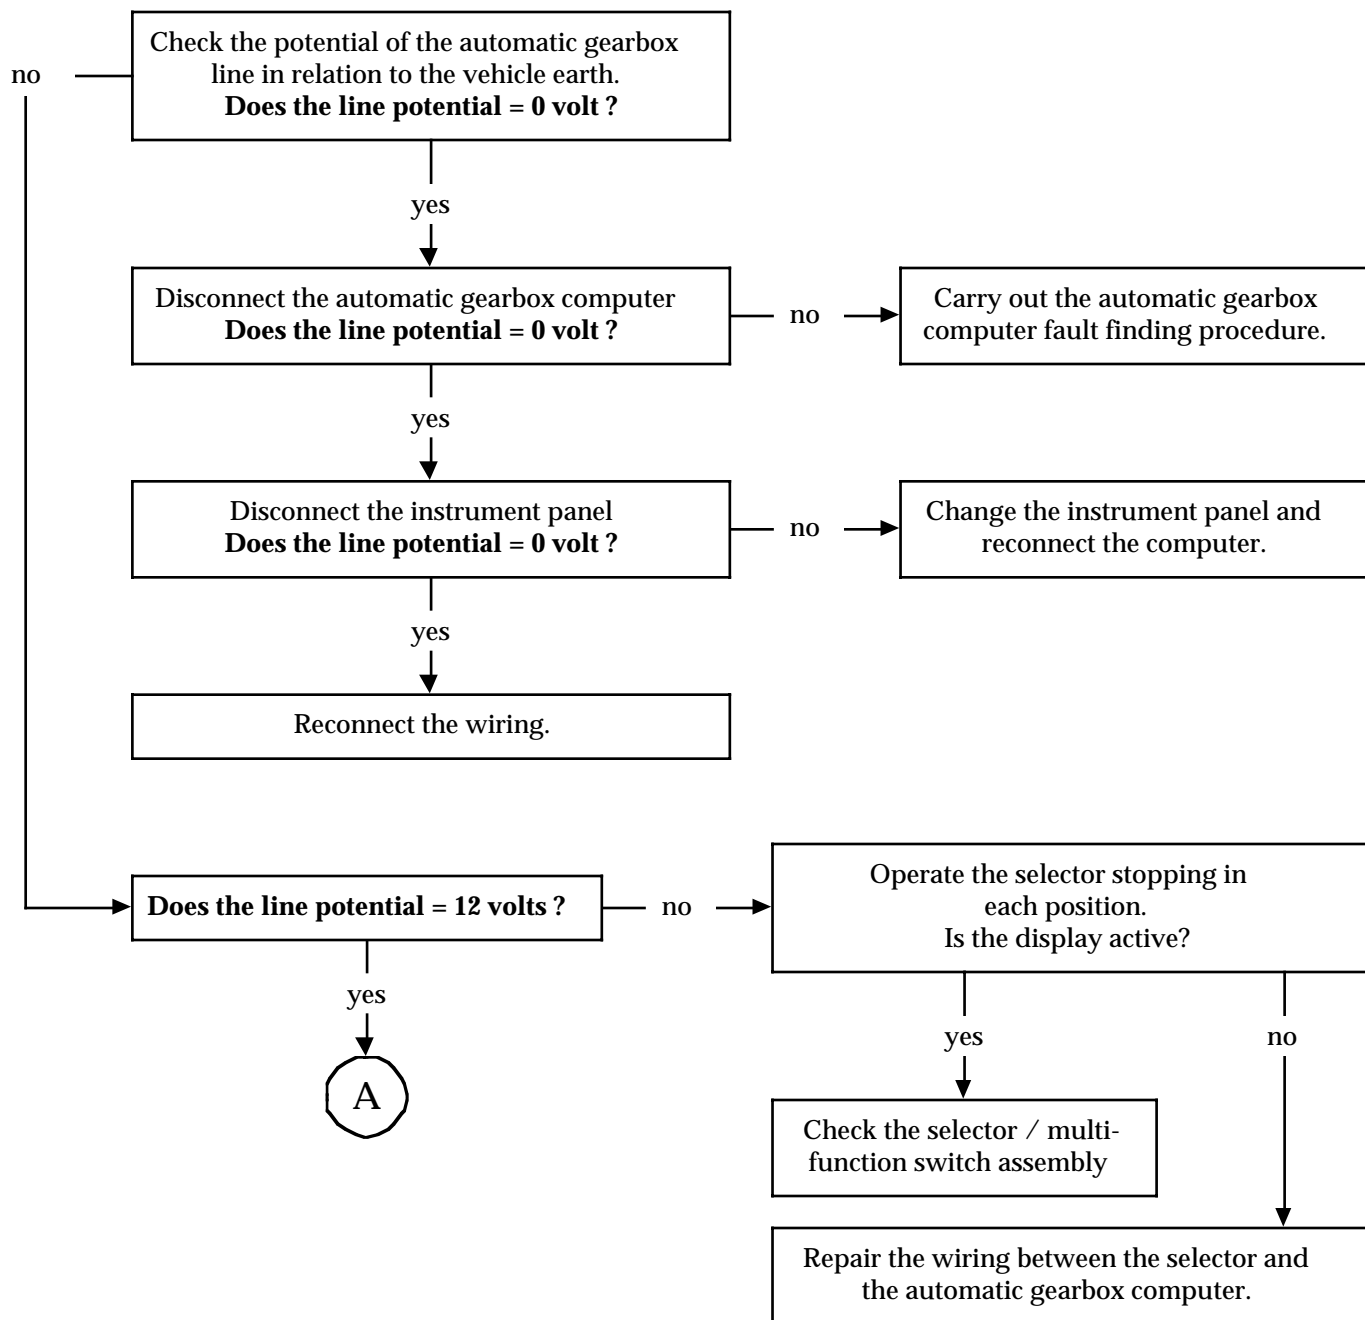 Check the potential of the automatic gearbox
line in relation to the vehicle earth.
Does the line potential = 0 volt ?
no
yes
Disconnect the automatic gearbox computer
Does the line potential = 0 volt ?
no
Carry out the automatic gearbox
computer fault finding procedure.
yes
Disconnect the instrument panel
Does the line potential = 0 volt ?
no
Change the instrument panel and
reconnect the computer.
yes
Reconnect the wiring.
Does the line potential = 12 volts ?
no
Operate the selector stopping in
each position.
Is the display active?
yes
A
yes
no
Check the selector / multi-
function switch assembly
Repair the wiring between the selector and
the automatic gearbox computer.